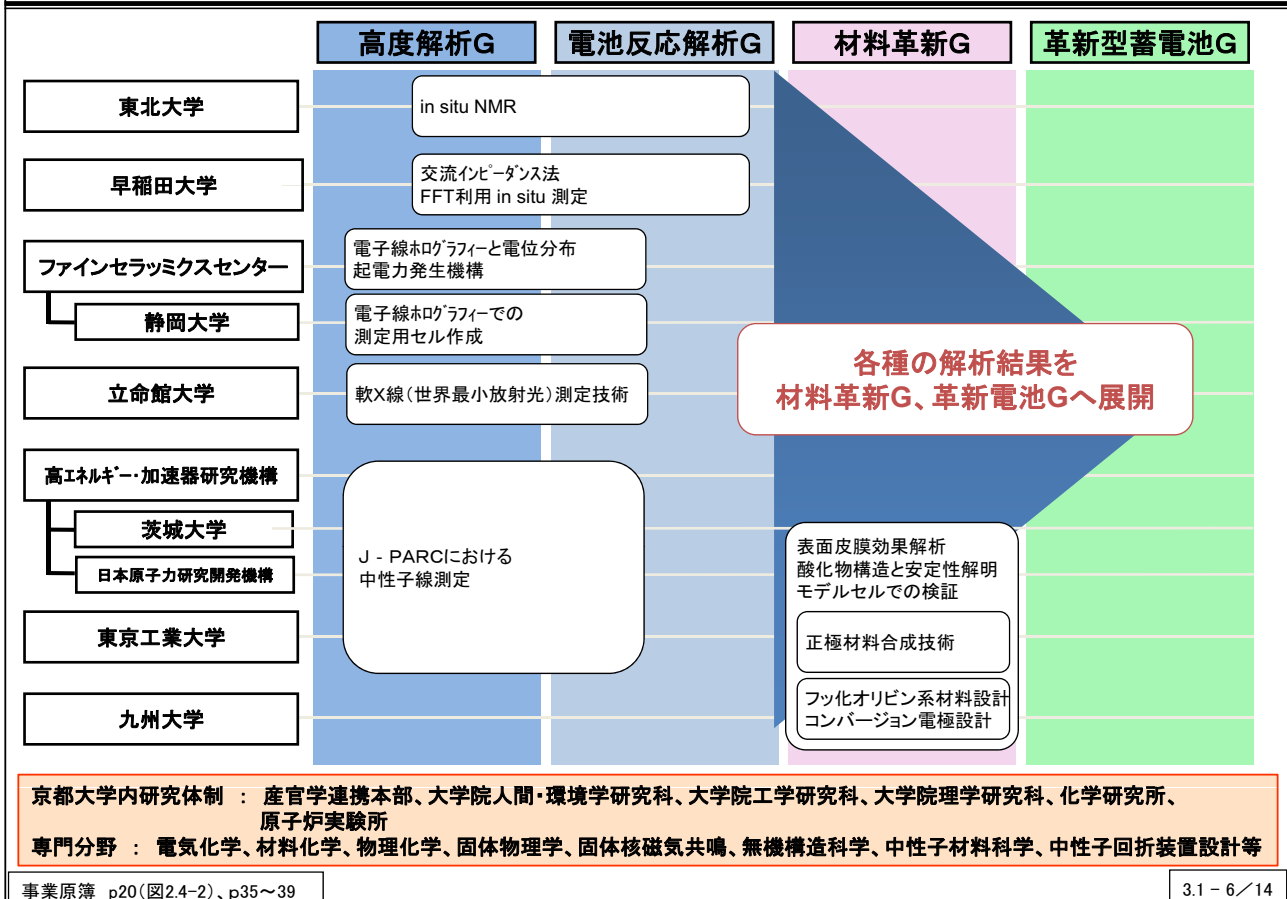 高度解析G
電池反応解析G
材料革新G
革新型蓄電池G
東北大学
in situ NMR
早稲田大学
交流インピーダンス法
FFT利用 in situ 測定
ファインセラッミクスセンター
電子線ホログラフィーと電位分布
起電力発生機構
静岡大学
電子線ホログラフィーでの
測定用セル作成
各種の解析結果を
材料革新G、革新電池Gへ展開
立命館大学
軟X線(世界最小放射光)測定技術
高エネルギー・加速器研究機構
茨城大学
日本原子力研究開発機構
J - PARCにおける
中性子線測定
表面皮膜効果解析
酸化物構造と安定性解明
モデルセルでの検証
東京工業大学
正極材料合成技術
九州大学
フッ化オリビン系材料設計
コンバージョン電極設計
京都大学内研究体制 : 産官学連携本部、大学院人間・環境学研究科、大学院工学研究科、大学院理学研究科、化学研究所、
原子炉実験所
専門分野 : 電気化学、材料化学、物理化学、固体物理学、固体核磁気共鳴、無機構造科学、中性子材料科学、中性子回折装置設計等
事業原簿 p20(図2.4-2)、p35~39
3.1 - 6/14